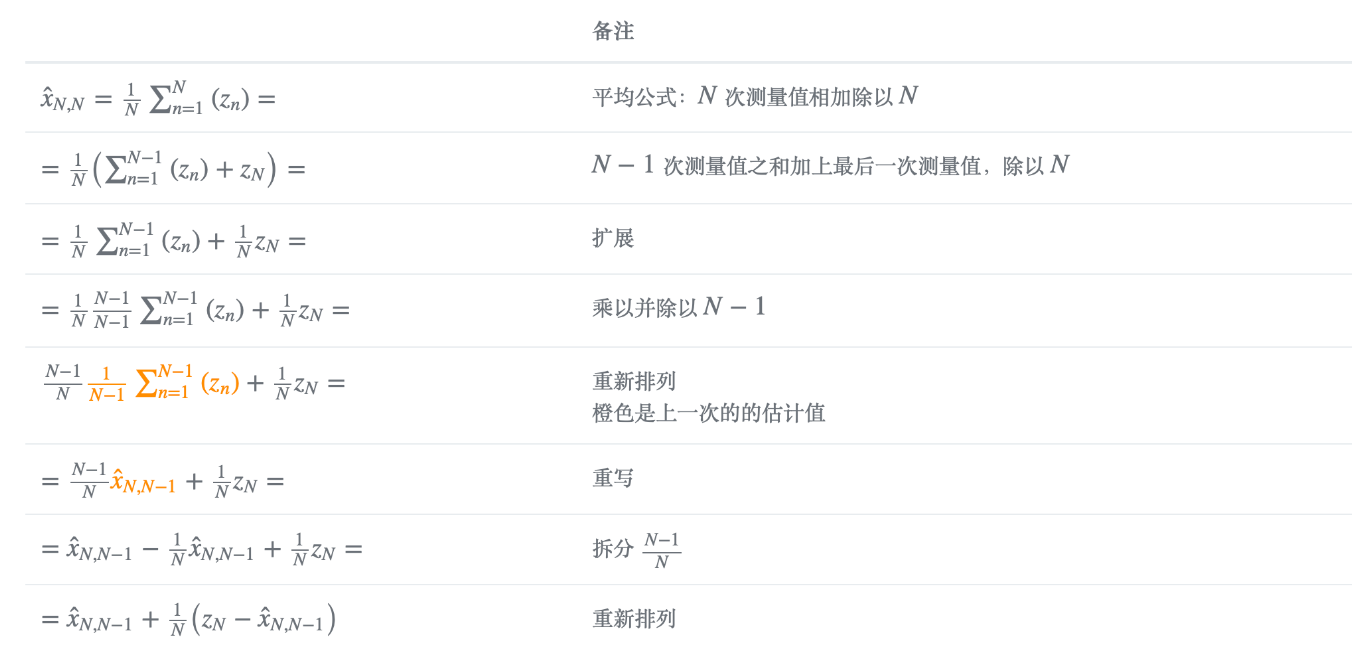 备注
$\hat{x}_{N,N} = \frac{1}{N} \sum_{n=1}^{N} (z_n) =$ 平均公式：$N$ 次测量值相加除以 $N$
$= \frac{1}{N} \left( \sum_{n=1}^{N-1} (z_n) + z_N \right) =$ $N - 1$ 次测量值之和加上最后一次测量值，除以 $N$
$= \frac{1}{N} \sum_{n=1}^{N-1} (z_n) + \frac{1}{N} z_N =$ 扩展
$= \frac{1}{N} \frac{N-1}{N-1} \sum_{n=1}^{N-1} (z_n) + \frac{1}{N} z_N =$ 乘以并除以 $N - 1$
$\frac{N-1}{N} \frac{1}{N-1} \sum_{n=1}^{N-1} (z_n) + \frac{1}{N} z_N =$ 重新排列
橙色是上一次的的估计值
$= \frac{N-1}{N} \hat{x}_{N,N-1} + \frac{1}{N} z_N =$ 重写
$= \hat{x}_{N,N-1} - \frac{1}{N} \hat{x}_{N,N-1} + \frac{1}{N} z_N =$ 拆分 $\frac{N-1}{N}$
$= \hat{x}_{N,N-1} + \frac{1}{N} \left( z_N - \hat{x}_{N,N-1} \right)$ 重新排列